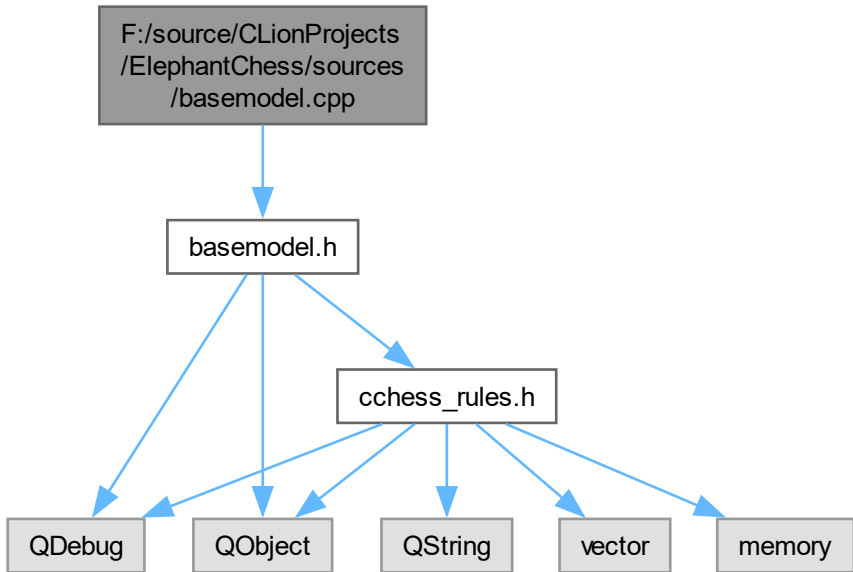 F:/source/CLionProjects
/ElephantChess/sources
/basemodel.cpp
basemodel.h
cchess_rules.h
QDebug
QObject
QString
vector
memory